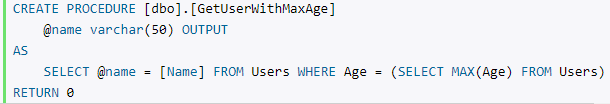 CREATE PROCEDURE [dbo].[GetUserWithMaxAge]
@name varchar(50) OUTPUT
AS
SELECT @name = [Name] FROM Users WHERE Age = (SELECT MAX(Age) FROM Users)
RETURN 0